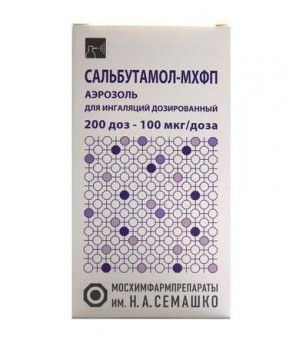 САЛЬБУТАМОЛ-МХФП
АЭРОЗОЛЬ
ДЛЯ ИНГАЛЯЦИЙ ДОЗИРОВАННЫЙ
200 ДОЗ - 100 МКГ/ДОЗА
МОСХИМФАРМПРЕПАРАТЫ
ИМ. Н.А.СЕМАШКО